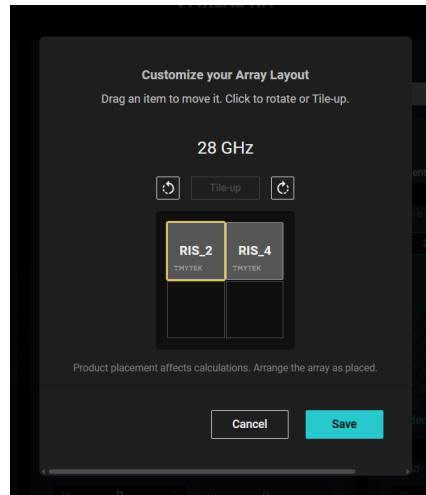 Customize your Array Layout
Drag an item to move it. Click to rotate or Tile-up.
28 GHz
Tile-up
RIS_2 RIS_4
TMYTEK TMYTEK
Product placement affects calculations. Arrange the array as placed.
Cancel Save